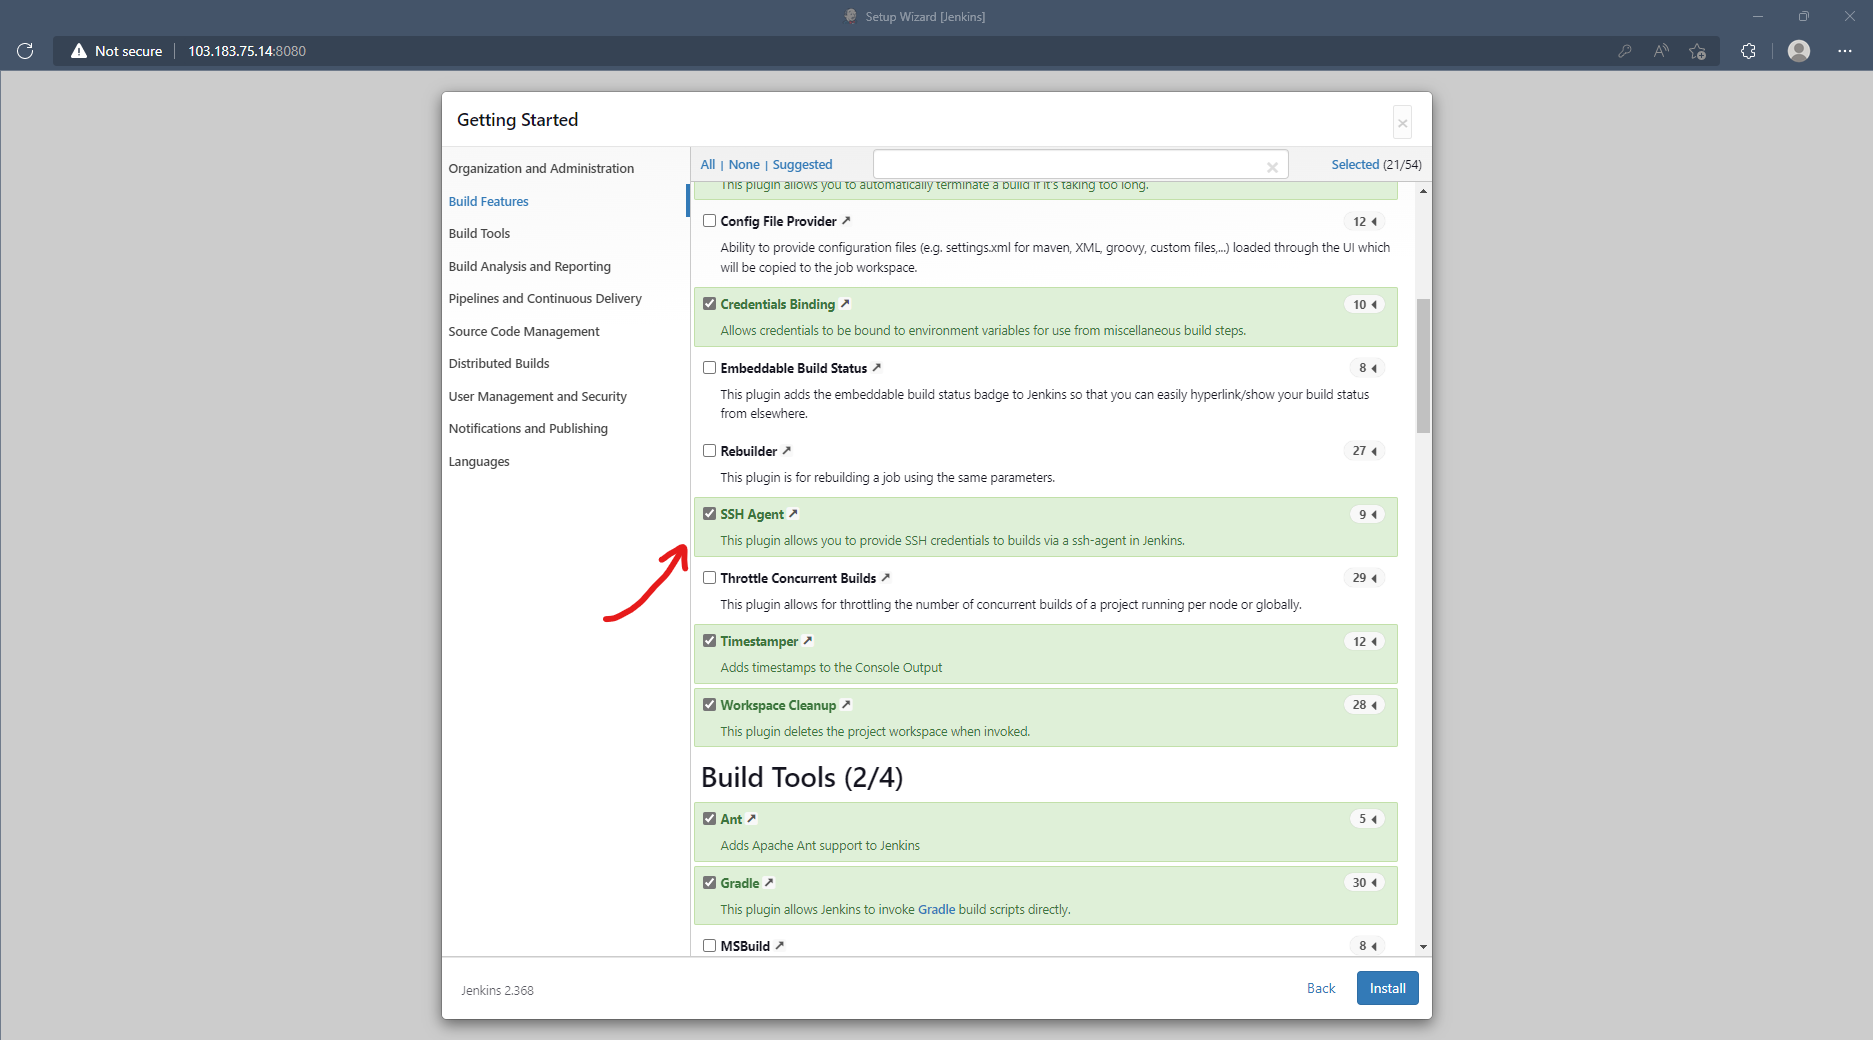 Setup Wizard [Jenkins]
Not secure
103.183.75.14:8080
Getting Started
Organization and Administration
Build Features
Build Tools
Build Analysis and Reporting
Pipelines and Continuous Delivery
Source Code Management
Distributed Builds
User Management and Security
Notifications and Publishing
Languages
All | None | Suggested
Selected (21/54)
This plugin allows you to automatically terminate a build if it's taking too long.
Config File Provider
12
Ability to provide configuration files (e.g. settings.xml for maven, XML, groovy, custom files,...) loaded through the UI which
will be copied to the job workspace.
Credentials Binding
10
Allows credentials to be bound to environment variables for use from miscellaneous build steps.
Embeddable Build Status
8
This plugin adds the embeddable build status badge to Jenkins so that you can easily hyperlink/show your build status
from elsewhere.
Rebuilder
27
This plugin is for rebuilding a job using the same parameters.
SSH Agent
9
This plugin allows you to provide SSH credentials to builds via a ssh-agent in Jenkins.
Throttle Concurrent Builds
29
This plugin allows for throttling the number of concurrent builds of a project running per node or globally.
Timestamper
12
Adds timestamps to the Console Output
Workspace Cleanup
28
This plugin deletes the project workspace when invoked.
Build Tools (2/4)
Ant
5
Adds Apache Ant support to Jenkins
Gradle
30
This plugin allows Jenkins to invoke Gradle build scripts directly.
MSBuild
8
Jenkins 2.368
Back
Install